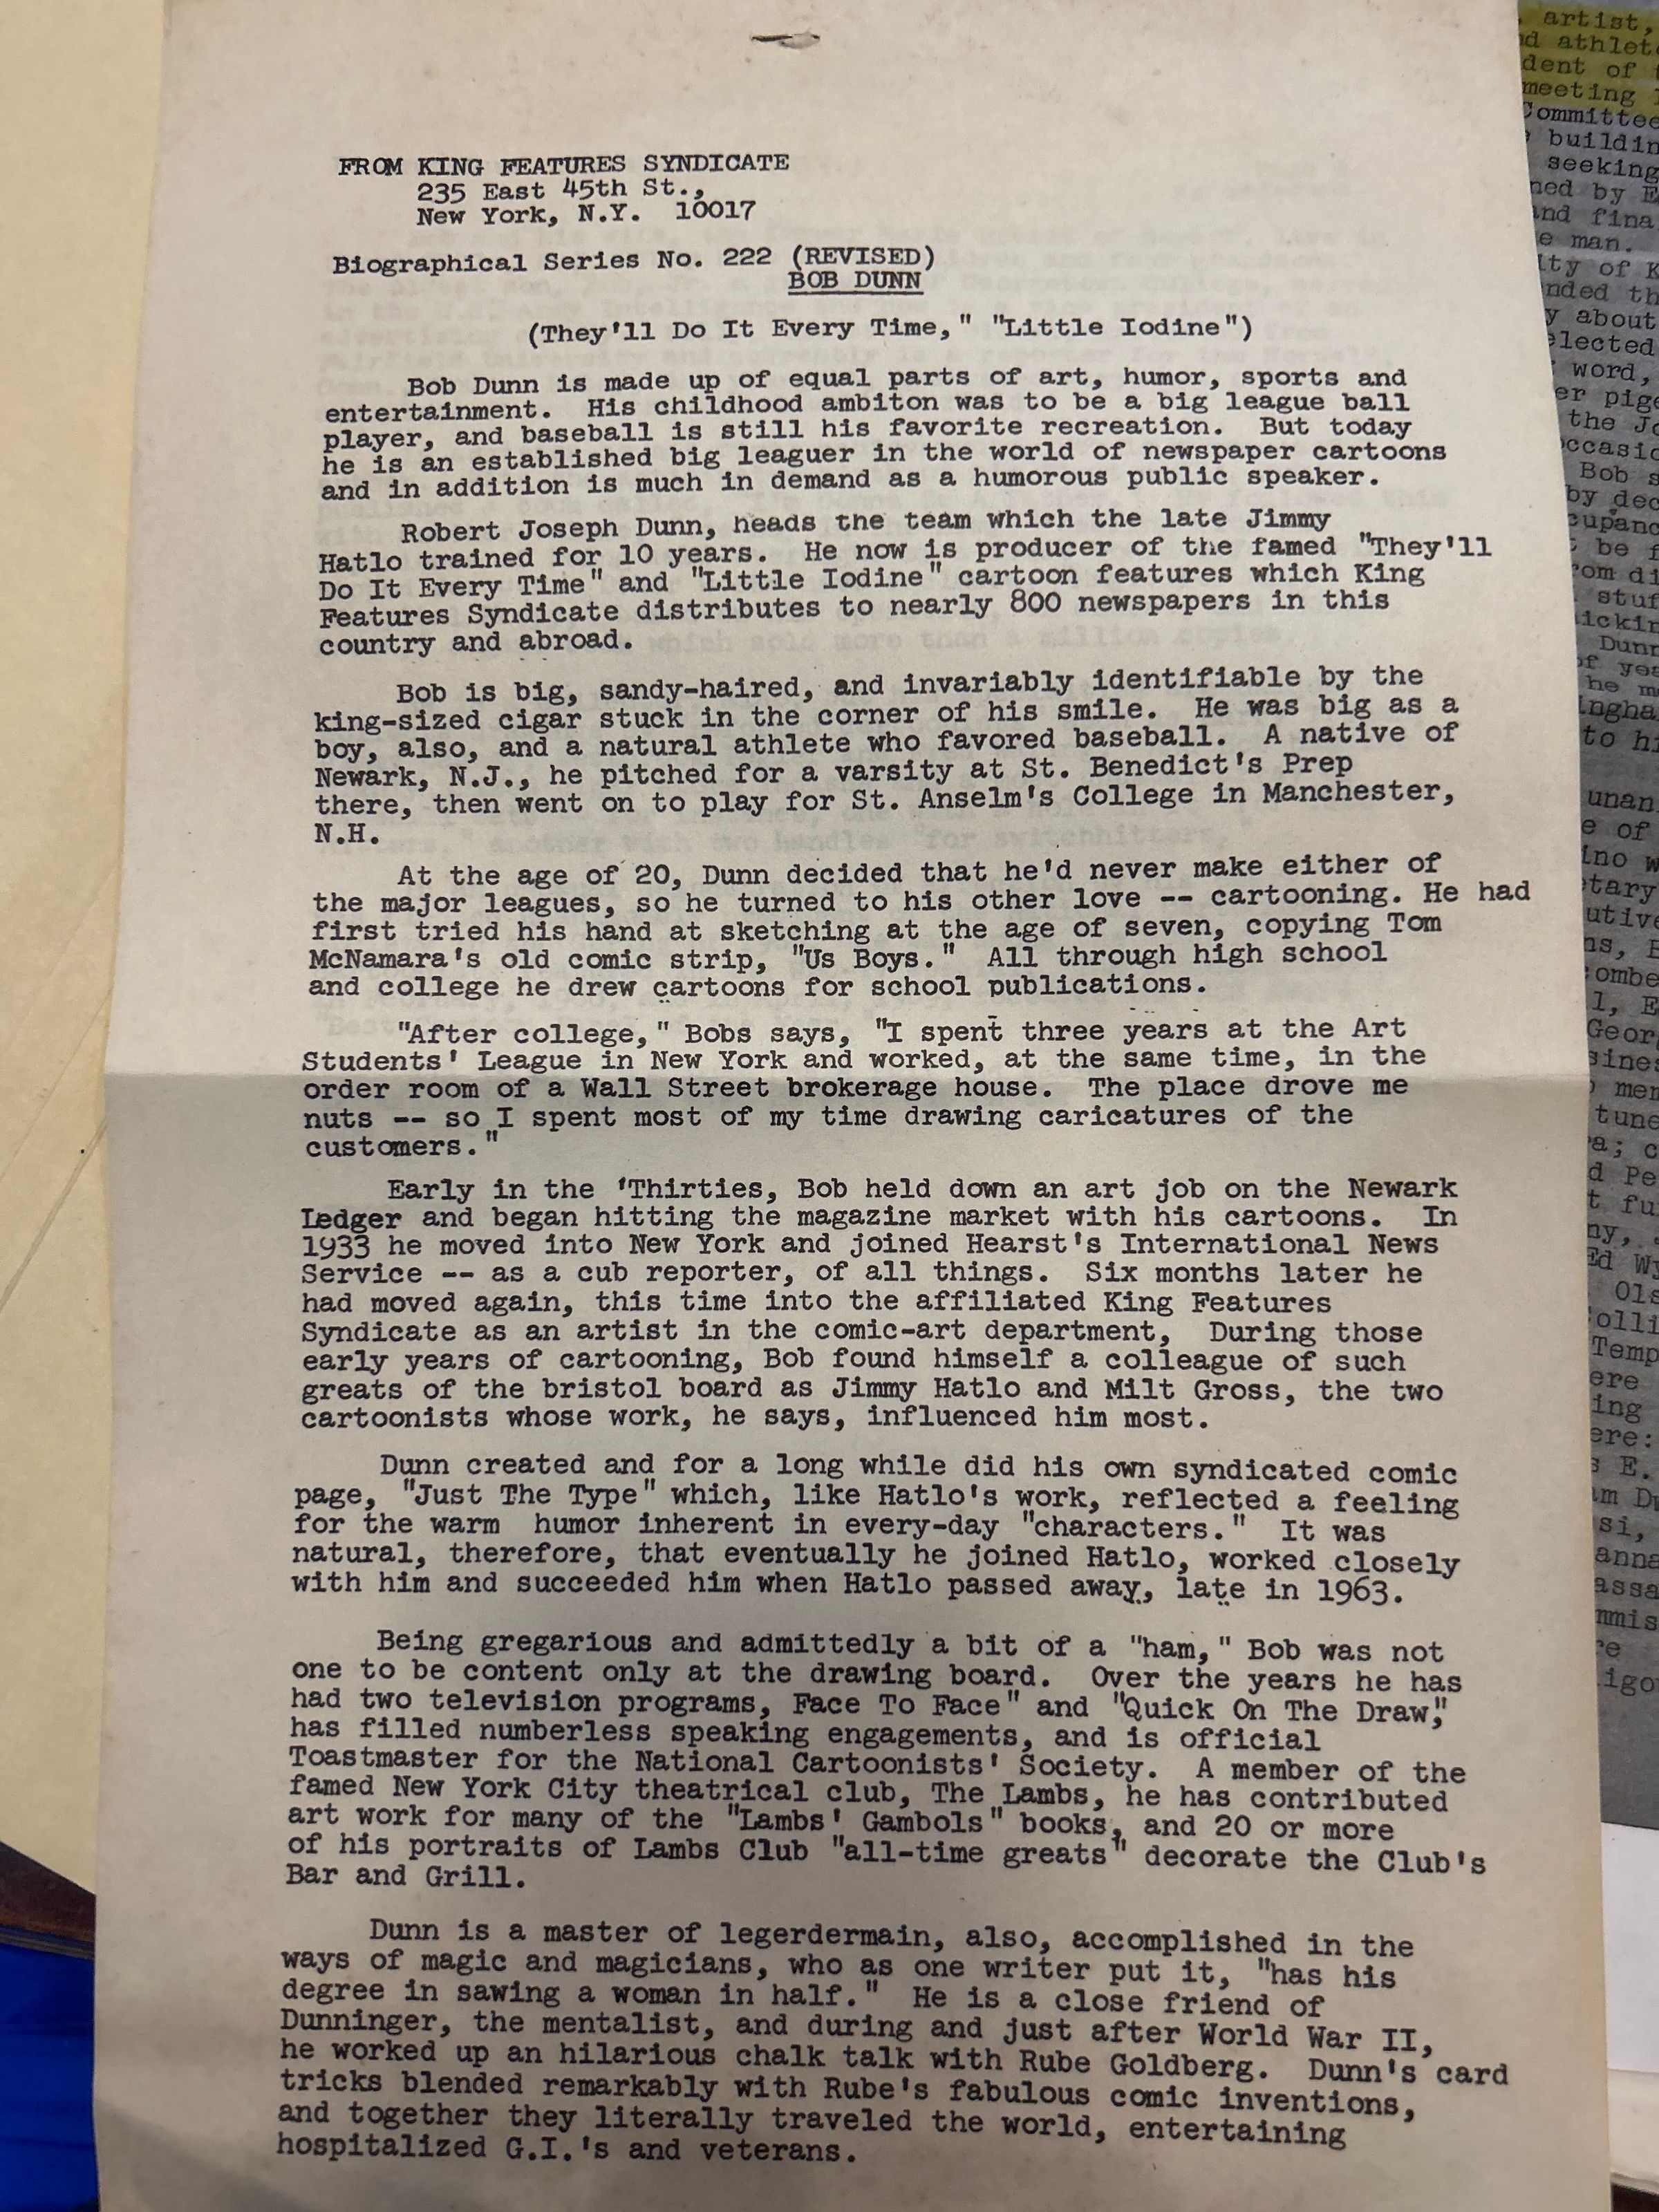 FROM KING FEATURES SYNDICATE
235 East 45th St.,
New York, N.Y. 10017
Biographical Series No. 222 (REVISED)
BOB DUNN
(They'll Do It Every Time," "Little Iodine")
Bob Dunn is made up of equal parts of art, humor, sports and
entertainment. His childhood ambiton was to be a big league ball
player, and baseball is still his favorite recreation. But today
he is an established big leaguer in the world of newspaper cartoons
and in addition is much in demand as a humorous public speaker.
Robert Joseph Dunn, heads the team which the late Jimmy
Hatlo trained for 10 years. He now is producer of the famed "They'll
Do It Every Time" and "Little Iodine" cartoon features which King
Features Syndicate distributes to nearly 800 newspapers in this
country and abroad.
Bob is big, sandy-haired, and invariably identifiable by the
king-sized cigar stuck in the corner of his smile. He was big as a
boy, also, and a natural athlete who favored baseball. A native of
Newark, N.J., he pitched for a varsity at St. Benedict's Prep
there, then went on to play for St. Anselm's College in Manchester,
N.H.
At the age of 20, Dunn decided that he'd never make either of
the major leagues, so he turned to his other love -- cartooning. He had
first tried his hand at sketching at the age of seven, copying Tom
McNamara's old comic strip, "Us Boys." All through high school
and college he drew cartoons for school publications.
"After college," Bobs says, "I spent three years at the Art
Students' League in New York and worked, at the same time, in the
order room of a Wall Street brokerage house. The place drove me
nuts -- so I spent most of my time drawing caricatures of the
customers."
Early in the 'Thirties, Bob held down an art job on the Newark
Ledger and began hitting the magazine market with his cartoons. In
1933 he moved into New York and joined Hearst's International News
Service -- as a cub reporter, of all things. Six months later he
had moved again, this time into the affiliated King Features
Syndicate as an artist in the comic-art department, During those
early years of cartooning, Bob found himself a colleague of such
greats of the bristol board as Jimmy Hatlo and Milt Gross, the two
cartoonists whose work, he says, influenced him most.
Dunn created and for a long while did his own syndicated comic
page, "Just The Type" which, like Hatlo's work, reflected a feeling
for the warm humor inherent in every-day "characters." It was
natural, therefore, that eventually he joined Hatlo, worked closely
with him and succeeded him when Hatlo passed away, late in 1963.
Being gregarious and admittedly a bit of a "ham," Bob was not
one to be content only at the drawing board. Over the years he has
had two television programs, Face To Face" and "Quick On The Draw,"
has filled numberless speaking engagements, and is official
Toastmaster for the National Cartoonists' Society. A member of the
famed New York City theatrical club, The Lambs, he has contributed
art work for many of the "Lambs' Gambols" books, and 20 or more
of his portraits of Lambs Club "all-time greats" decorate the Club's
Bar and Grill.
Dunn is a master of legerdermain, also, accomplished in the
ways of magic and magicians, who as one writer put it, "has his
degree in sawing a woman in half." He is a close friend of
Dunninger, the mentalist, and during and just after World War II,
he worked up an hilarious chalk talk with Rube Goldberg. Dunn's card
tricks blended remarkably with Rube's fabulous comic inventions,
and together they literally traveled the world, entertaining
hospitalized G.I.'s and veterans.